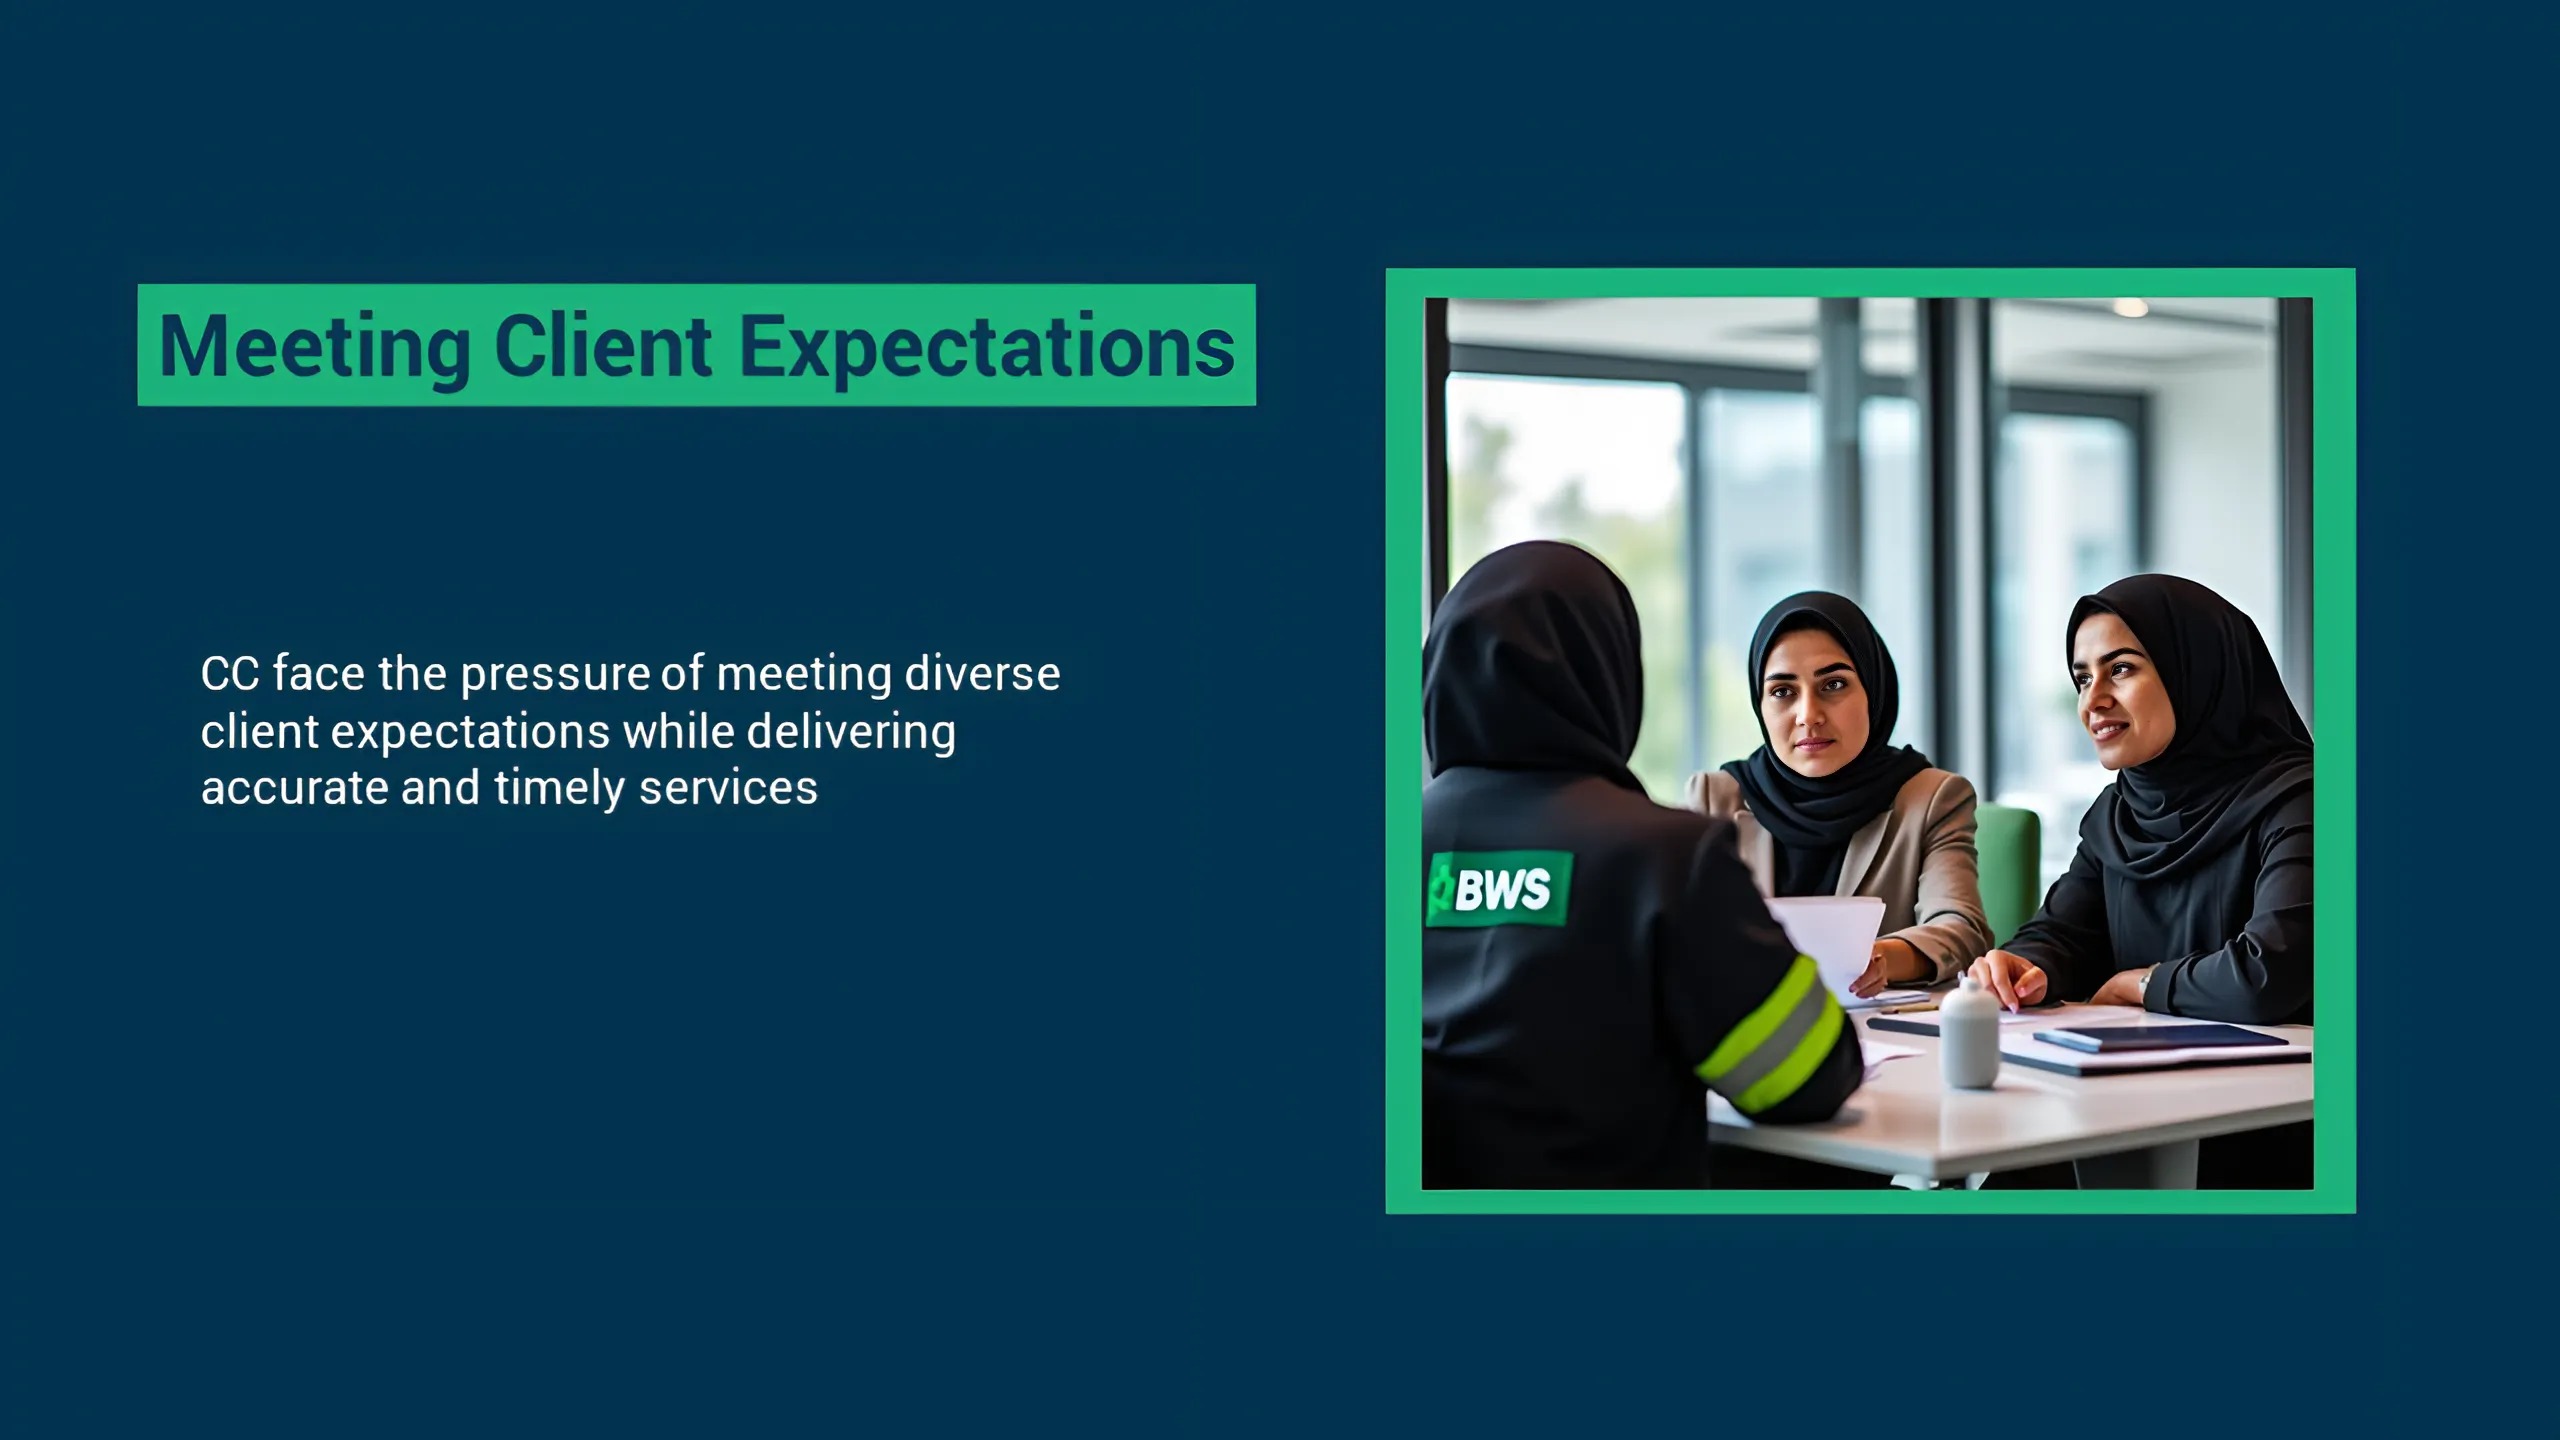 Meeting Client Expectations
CC face the pressure of meeting diverse
client expectations while delivering
accurate and timely services
BWS